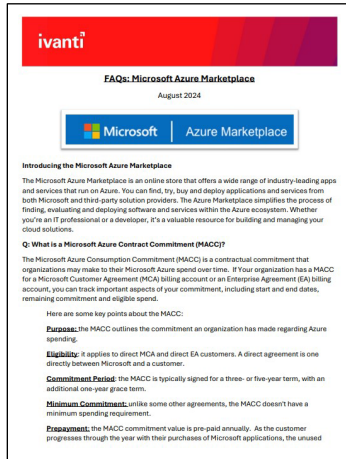 ivanti
FAQs: Microsoft Azure Marketplace
August 2024
Microsoft | Azure Marketplace
Introducing the Microsoft Azure Marketplace
The Microsoft Azure Marketplace is an online store that offers a wide range of industry-leading apps
and services that run on Azure. You can find, try, buy and deploy applications and services from
both Microsoft and third-party solution providers. The Azure Marketplace simplifies the process of
finding, evaluating and deploying software and services within the Azure ecosystem. Whether
you're an IT professional or a developer, it's a valuable resource for building and managing your
cloud solutions.
Q: What is a Microsoft Azure Contract Commitment (MACC)?
The Microsoft Azure Consumption Commitment (MACC) is a contractual commitment that
organizations may make to their Microsoft Azure spend over time. If Your organization has a MACC
for a Microsoft Customer Agreement (MCA) billing account or an Enterprise Agreement (EA) billing
account, you can track important aspects of your commitment, including start and end dates,
remaining commitment and eligible spend.
Here are some key points about the MACC:
Purpose: the MACC outlines the commitment an organization has made regarding Azure
spending.
Eligibility: it applies to direct MCA and direct EA customers. A direct agreement is one
directly between Microsoft and a customer.
Commitment Period: the MACC is typically signed for a three- or five-year term, with an
additional one-year grace term.
Minimum Commitment: unlike some other agreements, the MACC doesn't have a
minimum spending requirement.
Prepayment: the MACC commitment value is pre-paid annually. As the customer
progresses through the year with their purchases of Microsoft applications, the unused